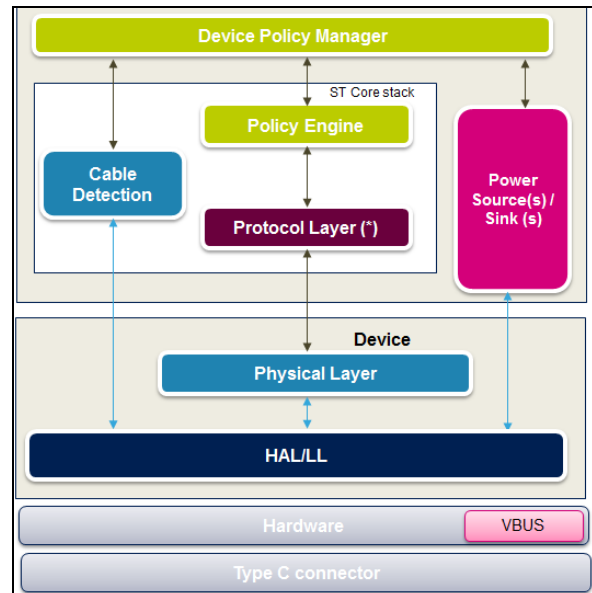 Device Policy Manager
ST Core stack
Policy Engine
Cable
Detection
Power
Source(s) /
Sink (s)
Protocol Layer (*)
Device
Physical Layer
HAL/LL
Hardware
VBUS
Type C connector